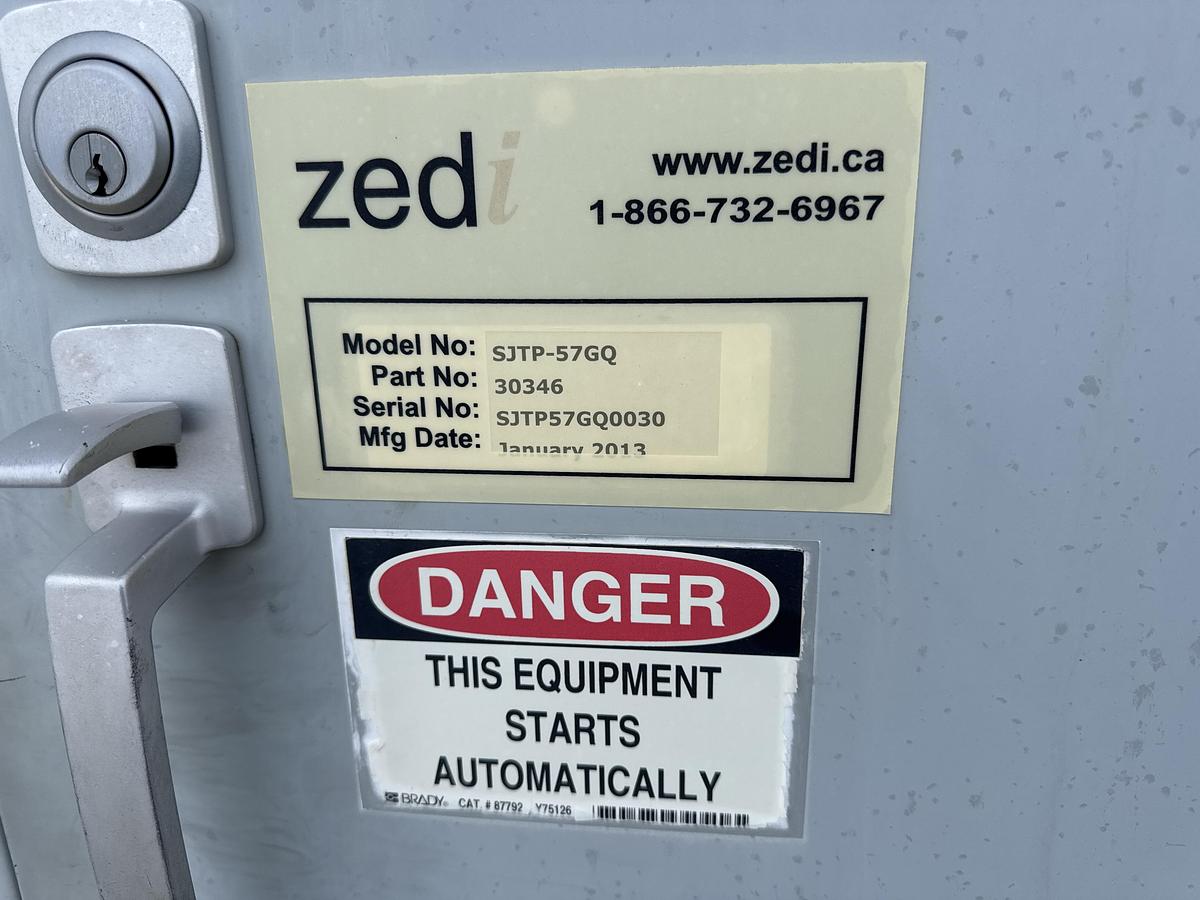 zedi
www.zedi.ca
1-866-732-6967
Model No: SJTP-57GQ
Part No: 30346
Serial No: SJTP57GQ0030
Mfg Date: January 2013
DANGER
THIS EQUIPMENT
STARTS
AUTOMATICALLY
BRADY® CAT. # 87792 Y75126